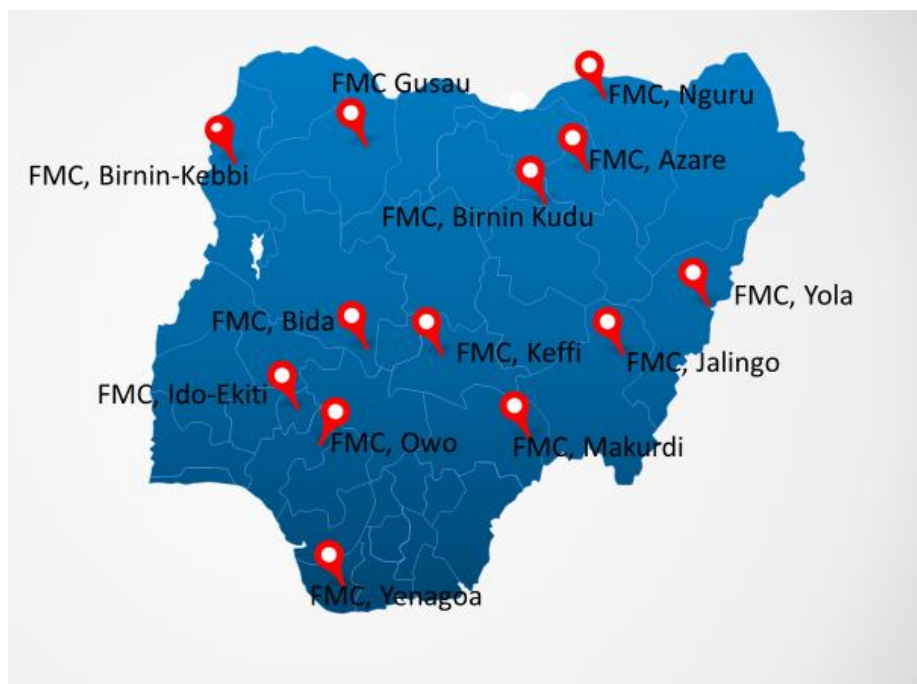 FMC Gusau
FMC, Nguru
FMC, Azare
FMC, Birnin-Kebbi
FMC, Birnin Kudu
FMC, Yola
FMC, Bida
FMC, Keffi
FMC, Jalingo
FMC, Ido-Ekiti
FMC, Owo
FMC, Makurdi
FMC, Yenagoa